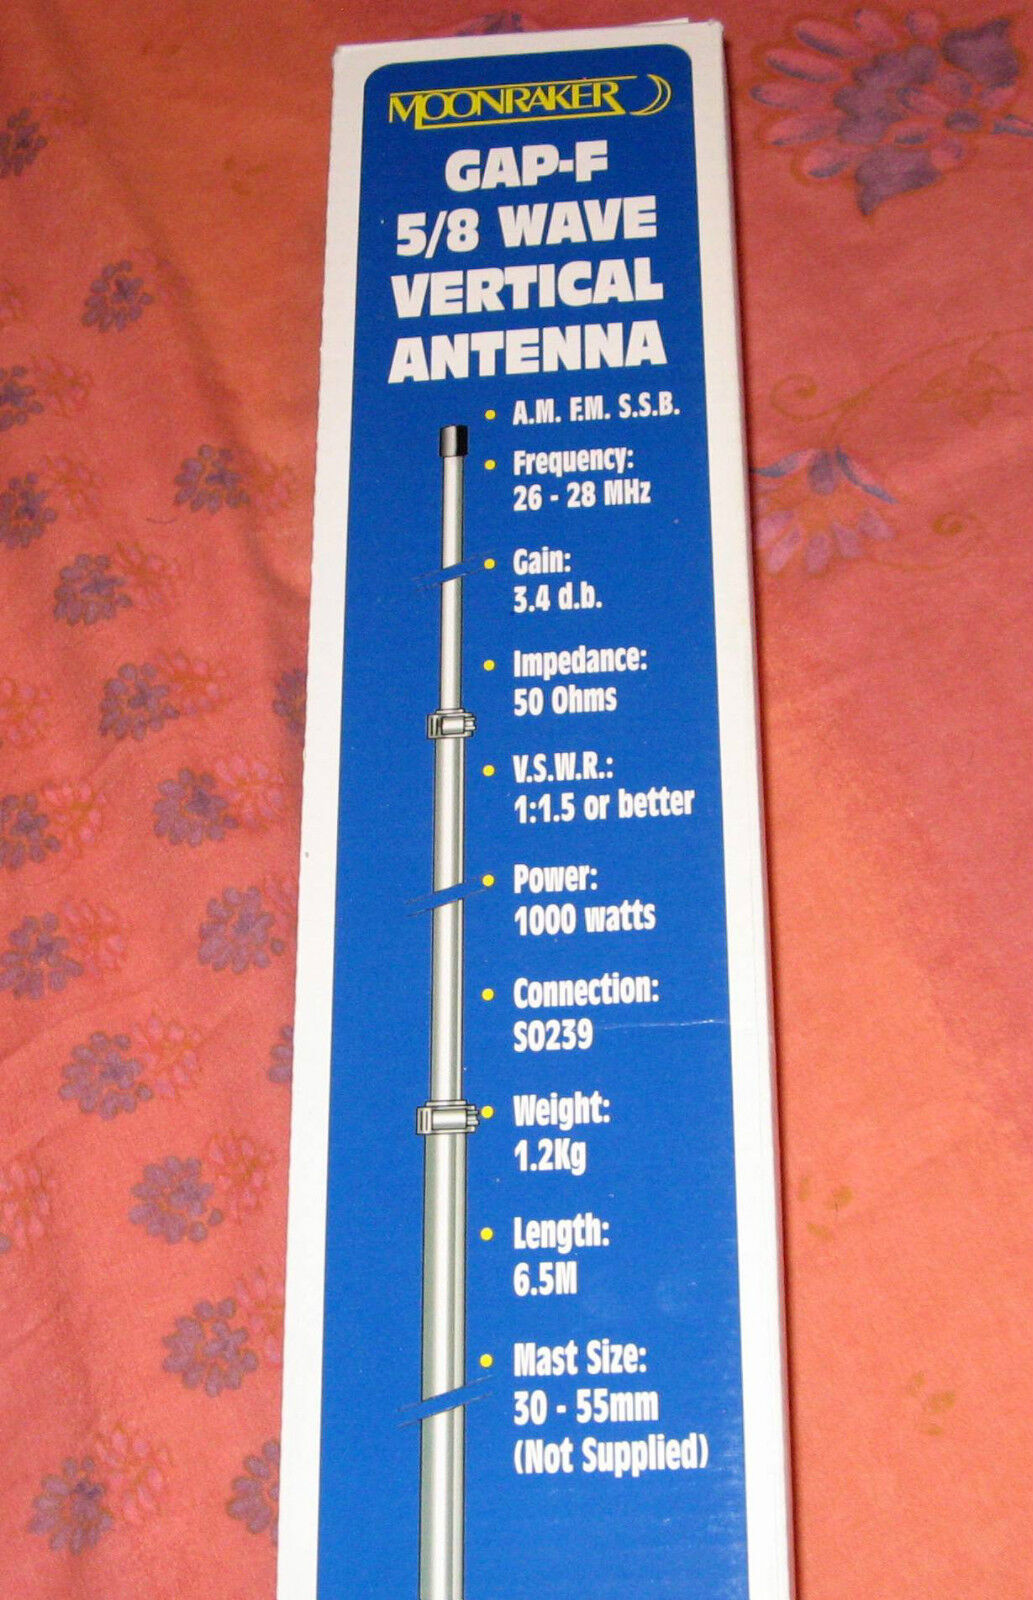 MOONRAKER
GAP-F
5/8 WAVE
VERTICAL
ANTENNA
• A.M. F.M. S.S.B.
• Frequency:
26 - 28 MHz
• Gain:
3.4 d.b.
• Impedance:
50 Ohms
• V.S.W.R.:
1:1.5 or better
• Power:
1000 watts
• Connection:
SO239
• Weight:
1.2Kg
• Length:
6.5M
• Mast Size:
30 - 55mm
(Not Supplied)